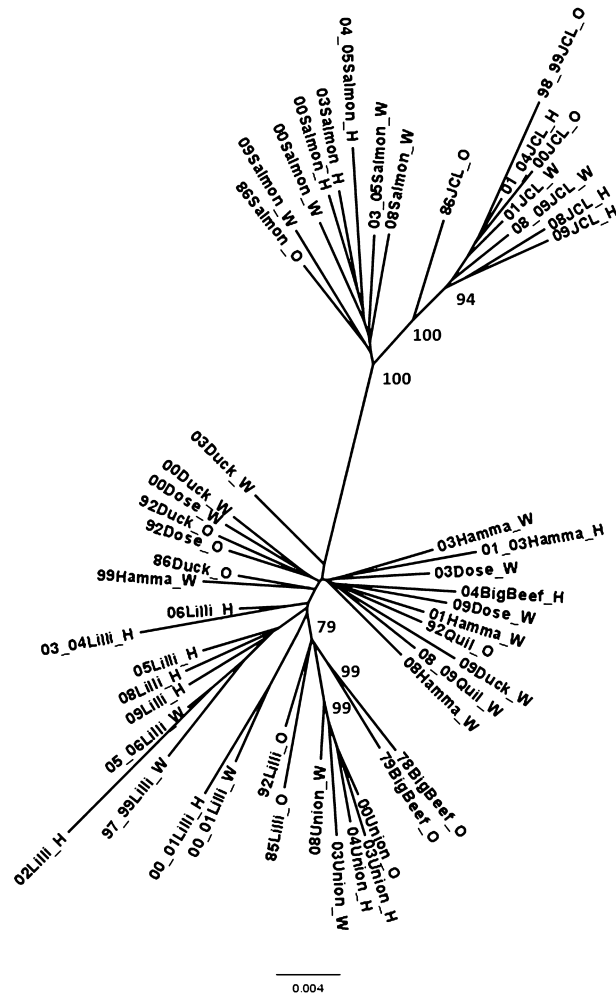 98_99JCL_O
04_05Salmon_H
03Salmon_H
00Salmon_H
00Salmon_W
09Salmon_W
86Salmon_O
03_05Salmon_W
08Salmon_W
86JCL_O
01_04JCL_H
00JCL_O
01JCL_W
08_09JCL_W
08JCL_H
09JCL_H
94
100
100
03Duck_W
00Duck_W
00Dose_W
92Duck_O
92Dose_O
86Duck_O
99Hamma_W
03Hamma_W
01_03Hamma_H
03Dose_W
04BigBeef_H
09Dose_W
01Hamma_W
92Quil_O
09Duck_W
08_09Quil_W
08Hamma_W
06Lilli_H
03_04Lilli_H
05Lilli_H
08Lilli_H
09Lilli_H
05_06Lilli_W
02Lilli_H
97_99Lilli_W
00_01Lilli_H
00_01Lilli_W
92Lilli_O
85Lilli_O
79
99
99
78BigBeef_O
79BigBeef_O
08Union_W
03Union_W
04Union_H
03Union_H
00Union_O
0.004